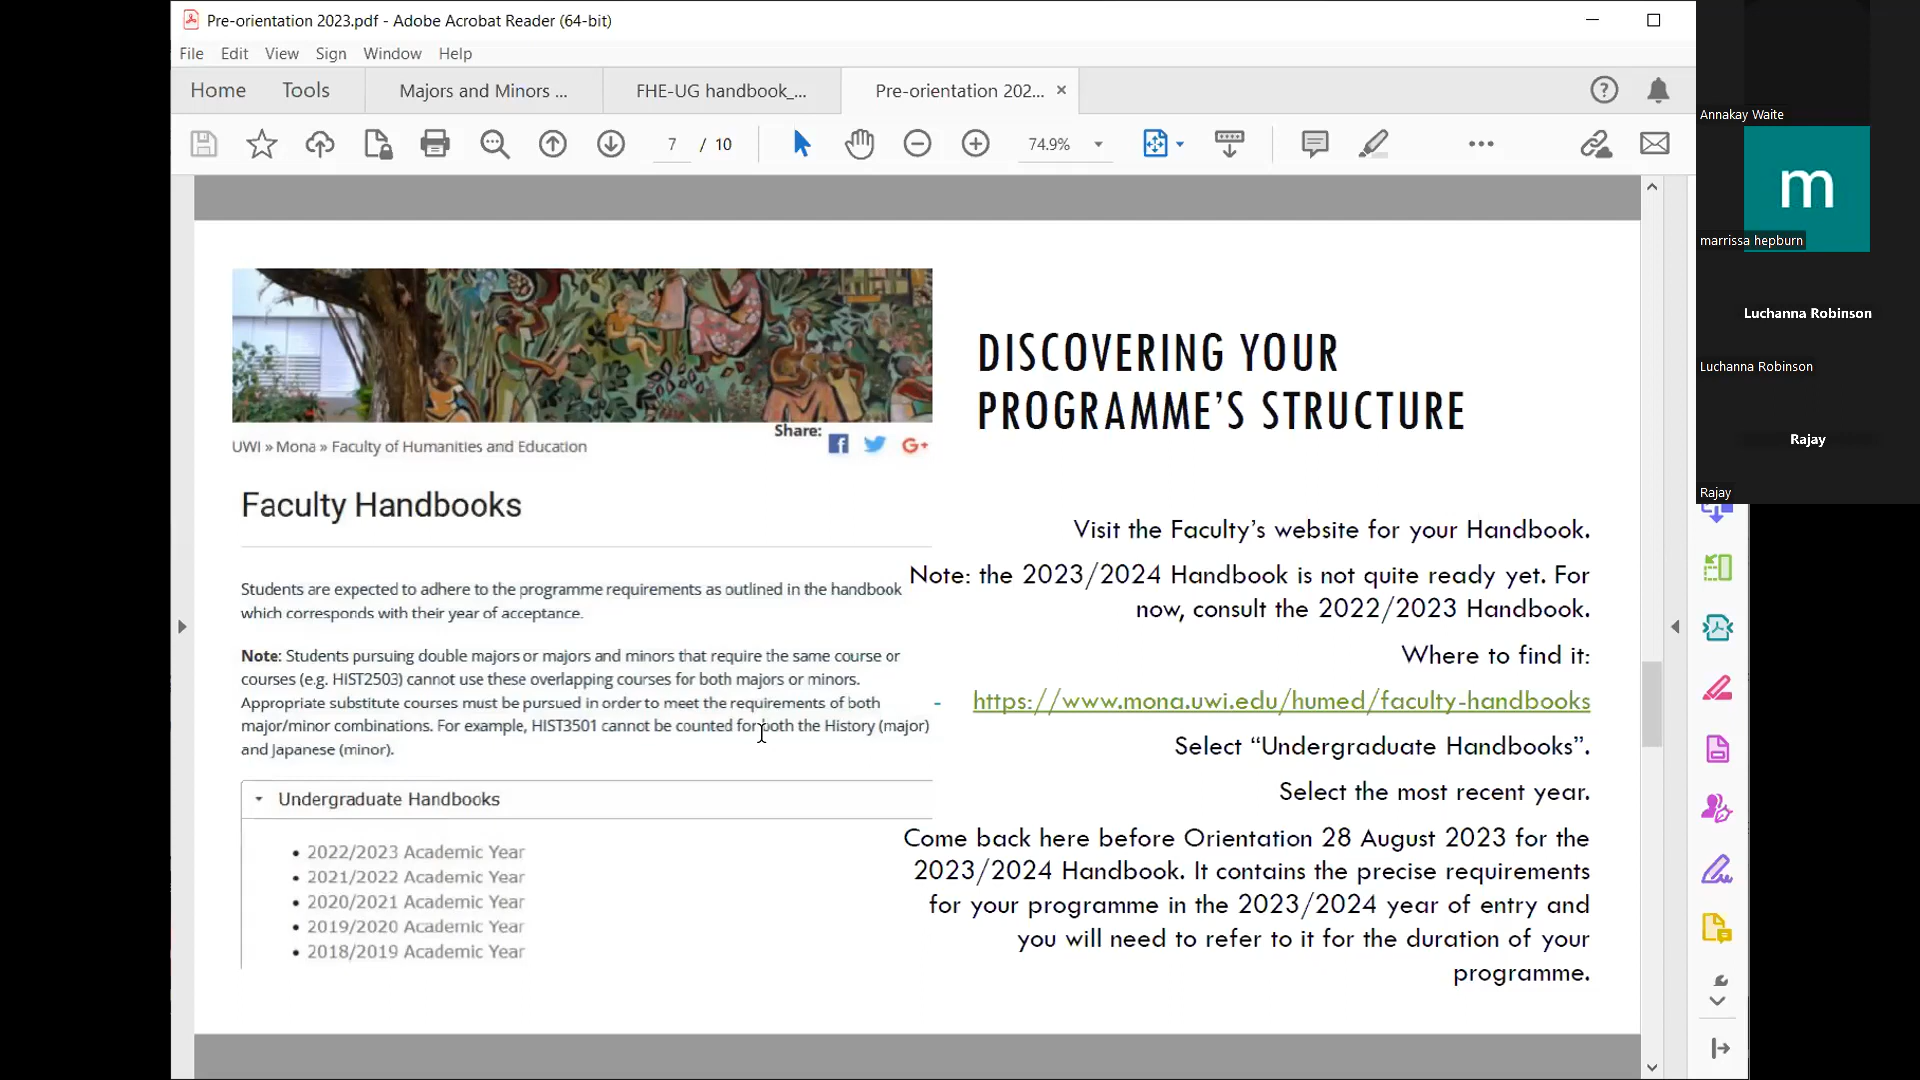 Pre-orientation 2023.pdf - Adobe Acrobat Reader (64-bit)
File Edit View Sign Window Help
Home Tools Majors and Minors ... FHE-UG handbook_... Pre-orientation 202... ×
7 / 10 74.9%
UWI » Mona » Faculty of Humanities and Education
Share:
Faculty Handbooks
Students are expected to adhere to the programme requirements as outlined in the handbook
which corresponds with their year of acceptance.
Note: Students pursuing double majors or majors and minors that require the same course or
courses (e.g. HIST2503) cannot use these overlapping courses for both majors or minors.
Appropriate substitute courses must be pursued in order to meet the requirements of both
major/minor combinations. For example, HIST3501 cannot be counted for both the History (major)
and Japanese (minor).
Undergraduate Handbooks
• 2022/2023 Academic Year
• 2021/2022 Academic Year
• 2020/2021 Academic Year
• 2019/2020 Academic Year
• 2018/2019 Academic Year
DISCOVERING YOUR
PROGRAMME'S STRUCTURE
Visit the Faculty's website for your Handbook.
Note: the 2023/2024 Handbook is not quite ready yet. For
now, consult the 2022/2023 Handbook.
Where to find it:
- https://www.mona.uwi.edu/humed/faculty-handbooks
Select “Undergraduate Handbooks”.
Select the most recent year.
Come back here before Orientation 28 August 2023 for the
2023/2024 Handbook. It contains the precise requirements
for your programme in the 2023/2024 year of entry and
you will need to refer to it for the duration of your
programme.
Annakay Waite
m
marrissa hepburn
Luchanna Robinson
Luchanna Robinson
Rajay
Rajay